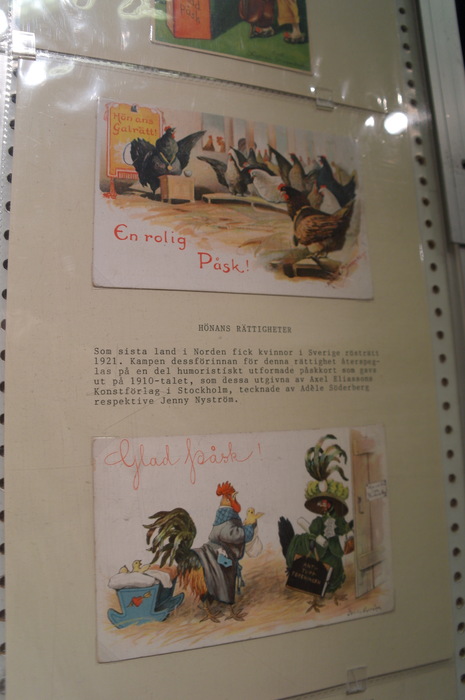 Hön ans
Galrätt!
En rolig
Påsk!
HÖNANS RÄTTIGHETER
Som sista land i Norden fick kvinnor i Sverige rösträtt
1921. Kampen dessförinnan för denna rättighet återspeg-
las på en del humoristiskt utformade påskkort som gavs
ut på 1910-talet, som dessa utgivna av Axel Eliassons
Konstförlag i Stockholm, tecknade av Adèle Söderberg
respektive Jenny Nyström.
Glad påsk!